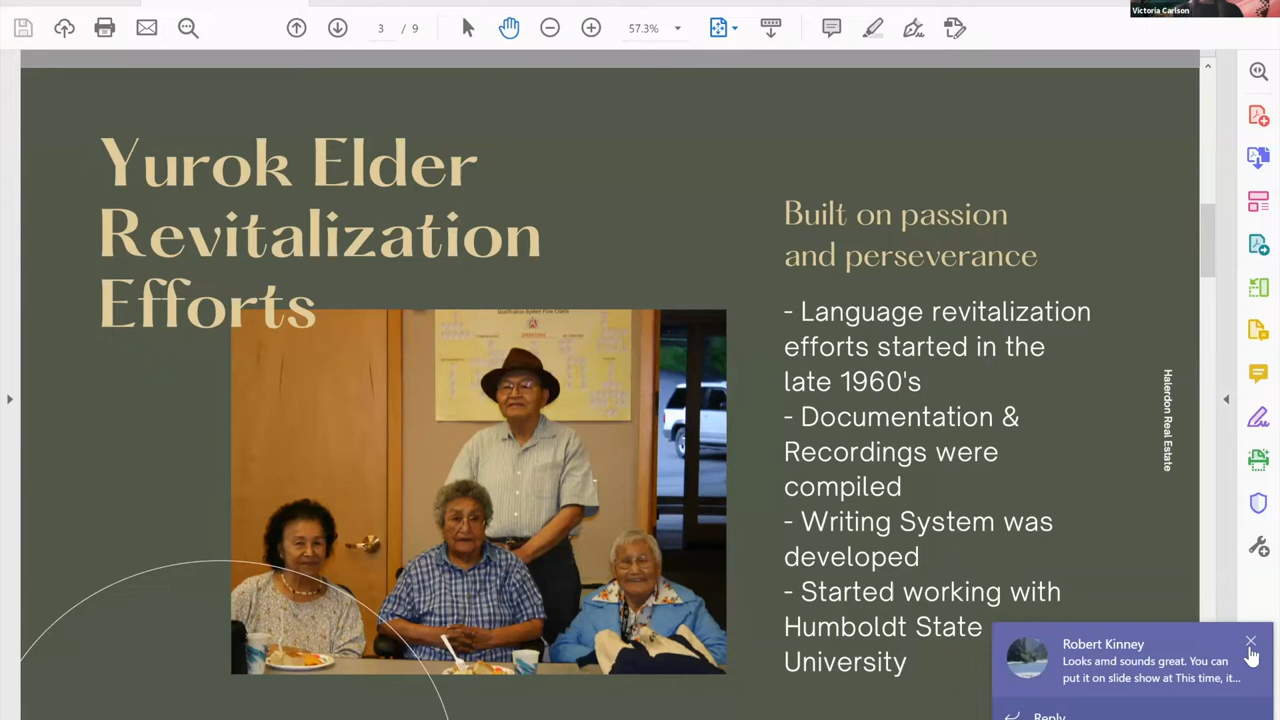 Victoria Carlson
3 / 9
57.3%
Yurok Elder
Revitalization
Efforts
Built on passion
and perseverance
- Language revitalization
efforts started in the
late 1960's
- Documentation &
Recordings were
compiled
- Writing System was
developed
- Started working with
Humboldt State
University
Halerdon Real Estate
Robert Kinney
Looks amd sounds great. You can
put it on slide show at This time, it...
Reply